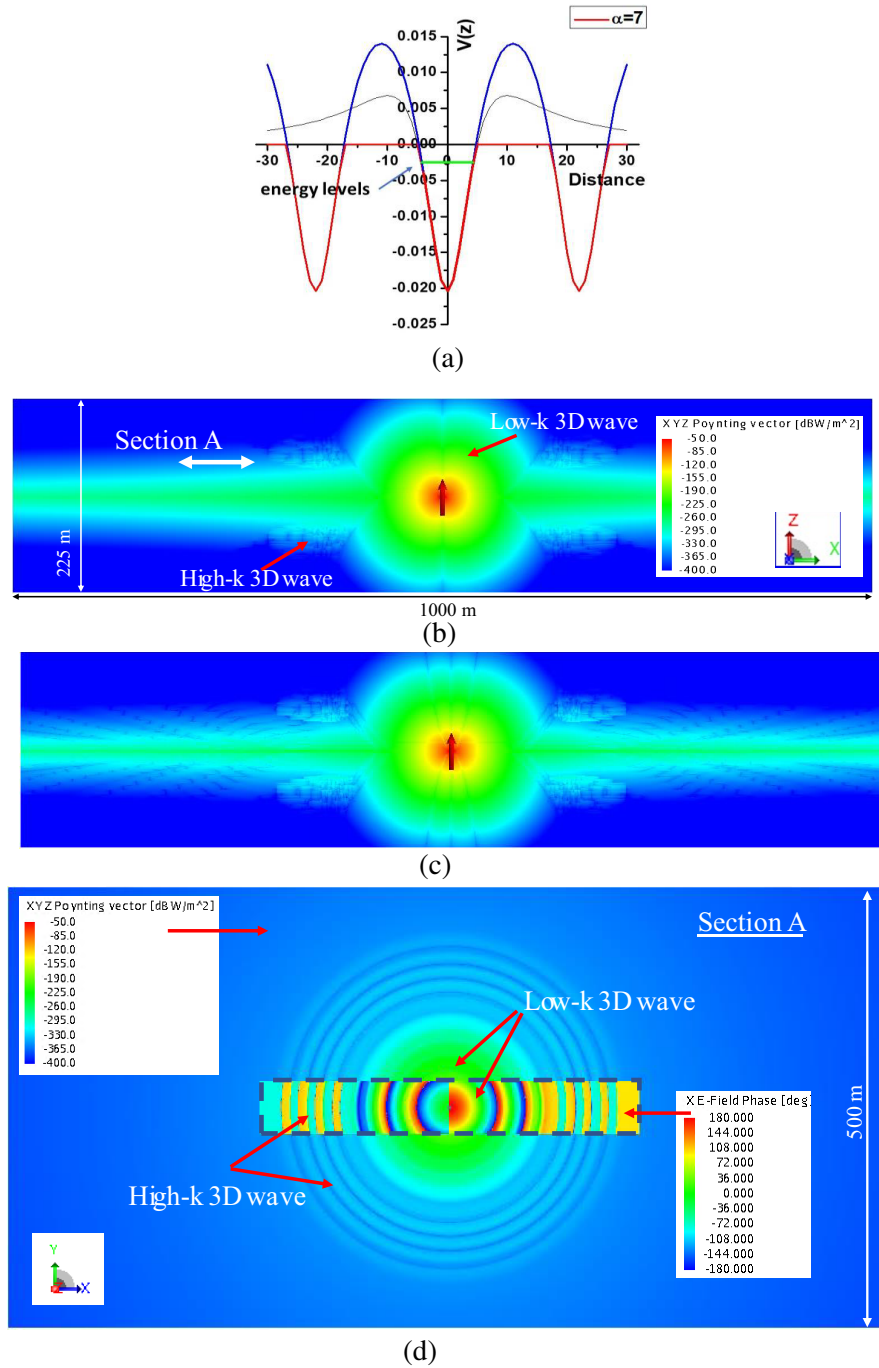 α=7
V(z)
0.015
0.010
0.005
0.000
-30 -20 -10 0 10 20 30
energy levels
-0.005
Distance
-0.010
-0.015
-0.020
-0.025
(a)
Low-k 3D wave
Section A
225 m
High-k 3D wave
XYZ Poynting vector [dBW/m^2]
-50.0
-85.0
-120.0
-155.0
-190.0
-225.0
-260.0
-295.0
-330.0
-365.0
-400.0
Z
X
1000 m
(b)
(c)
XYZ Poynting vector [dBW/m^2]
-50.0
-85.0
-120.0
-155.0
-190.0
-225.0
-260.0
-295.0
-330.0
-365.0
-400.0
Section A
Low-k 3D wave
High-k 3D wave
X E-Field Phase [deg]
180.000
144.000
108.000
72.000
36.000
0.000
-36.000
-72.000
-108.000
-144.000
-180.000
500 m
Y
Z
X
(d)